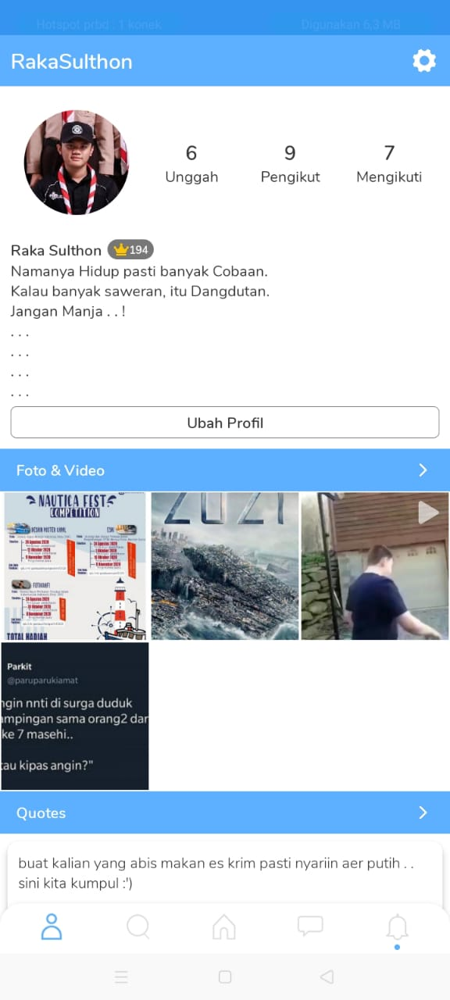 Hotspot prbd : 1 konek
Digunakan 6,3 MB
RakaSulthon
6
9
7
Unggah
Pengikut
Mengikuti
Raka Sulthon
194
Namanya Hidup pasti banyak Cobaan.
Kalau banyak saweran, itu Dangdutan.
Jangan Manja . . !
. . .
. . .
. . .
. . .
Ubah Profil
Foto & Video
NAUTICA FEST
COMPETITION
DESAIN POSTER KAPAL
ESAI
FOTOGRAFI
TOTAL HADIAH
2021
Parkit
@paruparukiamat
ngin nnti di surga duduk
ampingan sama orang2 dar
ke 7 masehi..
tau kipas angin?"
Quotes
buat kalian yang abis makan es krim pasti nyariin aer putih . .
sini kita kumpul :')